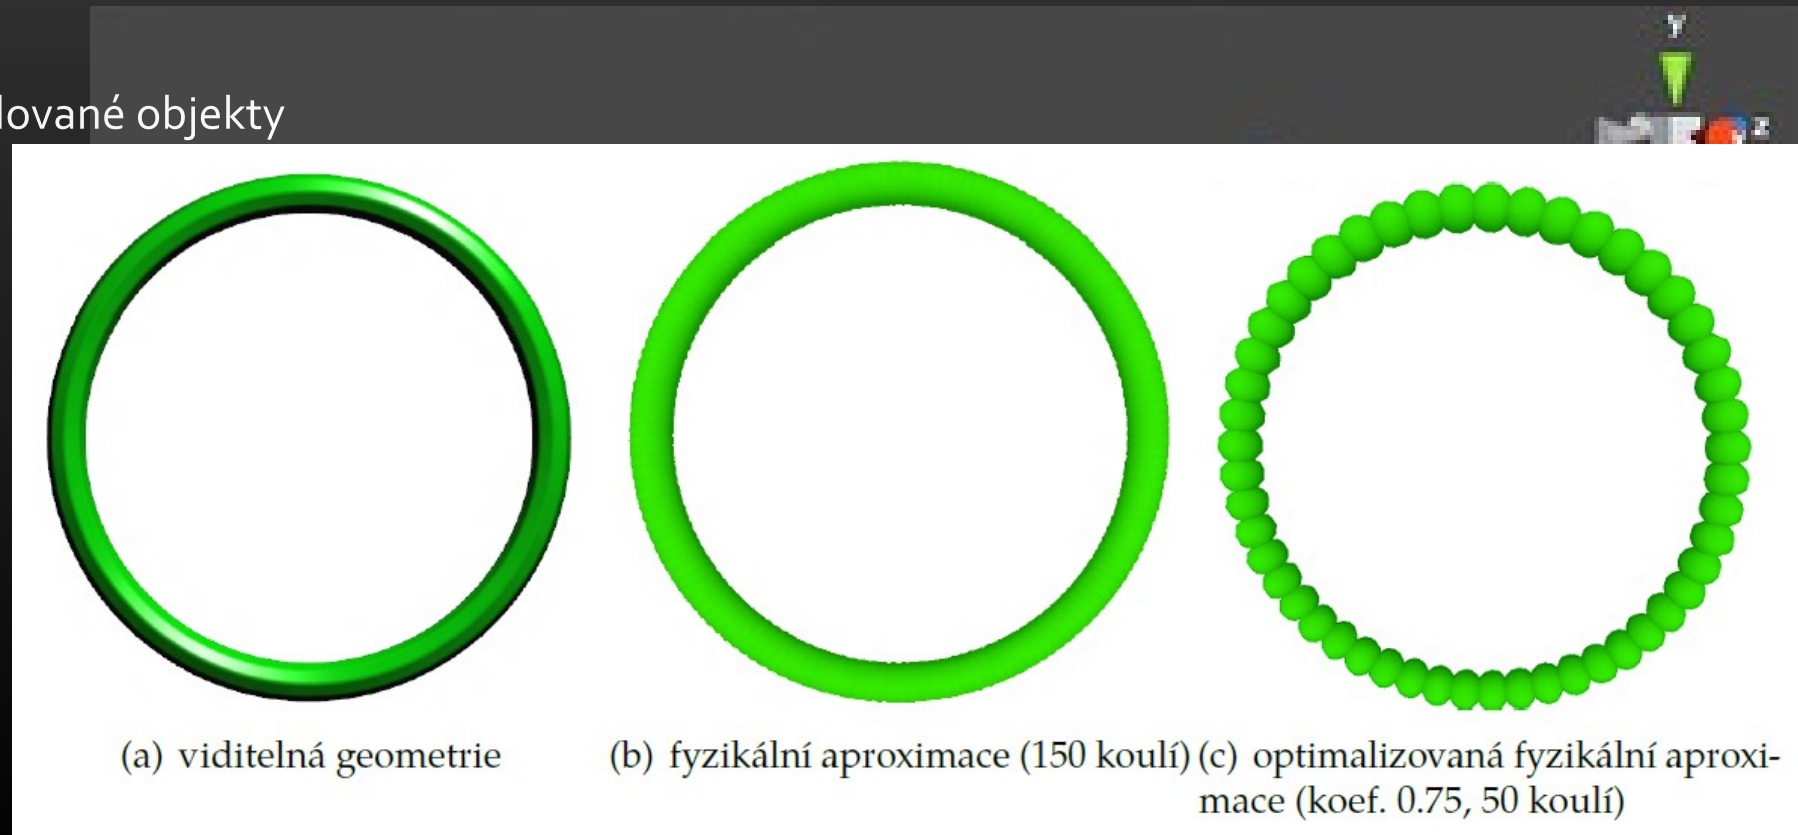 Y
lované objekty
z
(a) viditelná geometrie
(b) fyzikální aproximace (150 koulí)
(c) optimalizovaná fyzikální aproxi-
mace (koef. 0.75, 50 koulí)